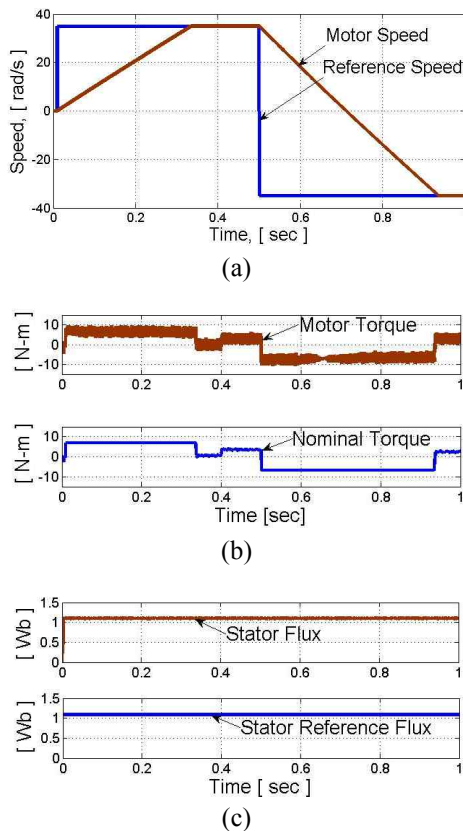 40
20
0
-20
-40
Speed, [ rad/s ]
Motor Speed
Reference Speed
0 0.2 0.4 0.6 0.8
Time, [ sec ]
(a)
10
0
-10
[ N-m ]
Motor Torque
0 0.2 0.4 0.6 0.8 1
10
0
-10
[ N-m ]
Nominal Torque
0 0.2 0.4 0.6 0.8 1
Time [sec]
(b)
1.5
1
0.5
0
[ Wb ]
Stator Flux
0 0.2 0.4 0.6 0.8 1
1.5
1
0.5
0
[ Wb ]
Stator Reference Flux
0 0.2 0.4 0.6 0.8 1
Time [ sec ]
(c)